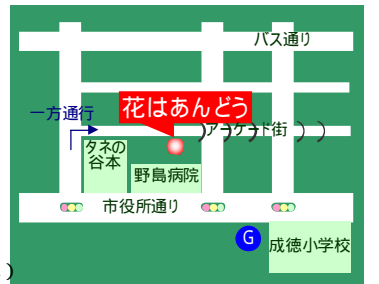 バス通り
一方通行
花はあんどう
アーケード街
タネの
谷本
野島病院
市役所通り
G
成徳小学校
)